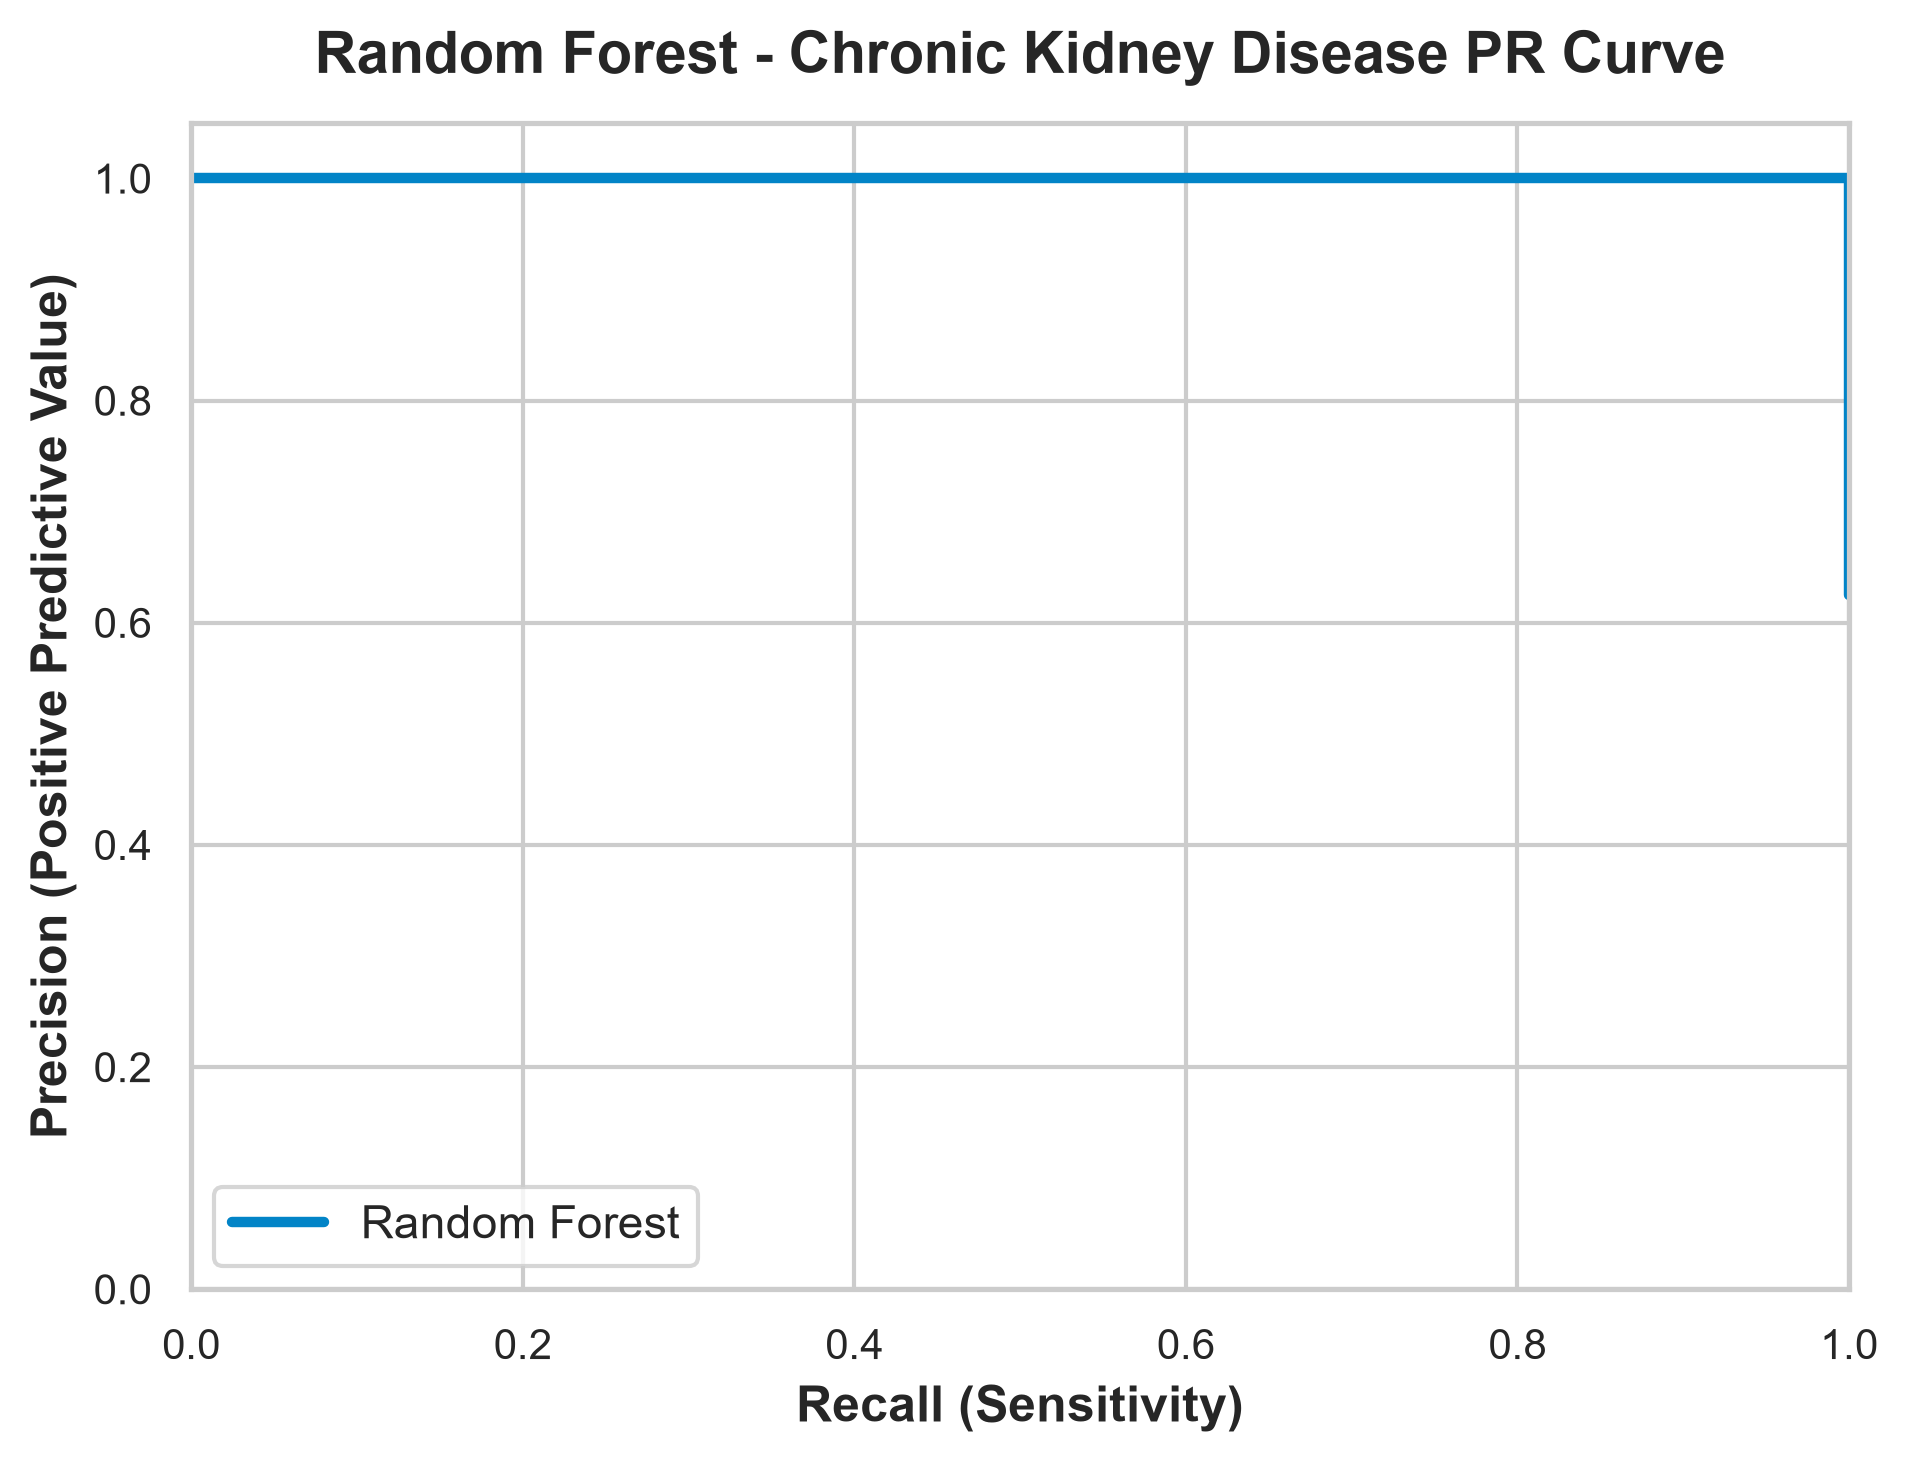 Random Forest - Chronic Kidney Disease PR Curve
Precision (Positive Predictive Value)
1.0
0.8
0.6
0.4
0.2
0.0
Random Forest
0.0 0.2 0.4 0.6 0.8 1.0
Recall (Sensitivity)